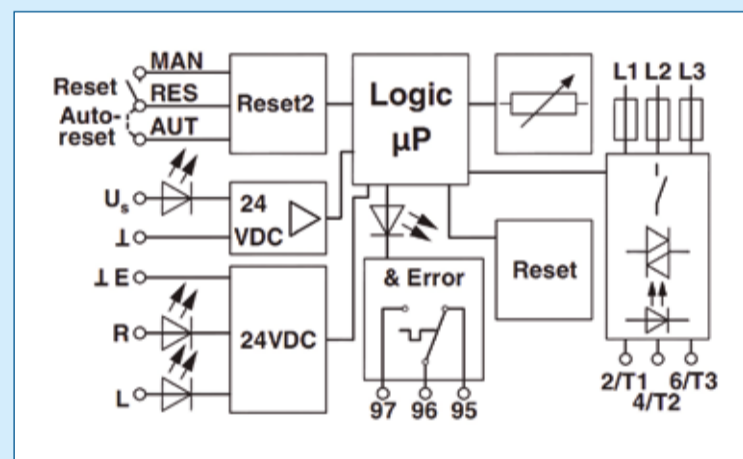 MAN
Reset
RES
Auto-
reset
AUT
Reset2
Logic
μP
L1 L2 L3
Us
24
VDC
⊥
⊥ E
R
L
24VDC
& Error
97 96 95
Reset
2/T1 6/T3
4/T2